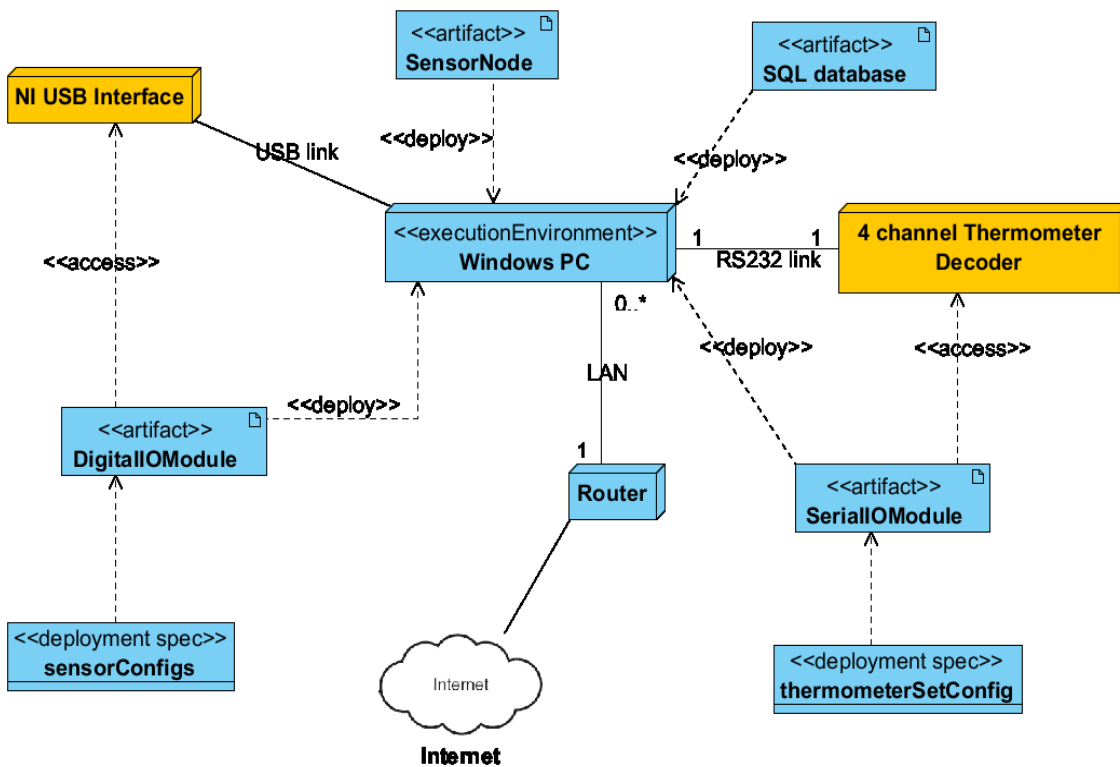 <<artifact>>
SensorNode
<<artifact>>
SQL database
NI USB Interface
USB link
<<deploy>>
<<deploy>>
<<executionEnvironment>>
Windows PC
1
1
RS232 link
4 channel Thermometer
Decoder
<<access>>
0..*
<<deploy>>
<<access>>
LAN
<<deploy>>
<<artifact>>
DigitalIOModule
1
Router
<<artifact>>
SerialIOModule
<<deployment spec>>
sensorConfigs
Internet
Internet
<<deployment spec>>
thermometerSetConfig